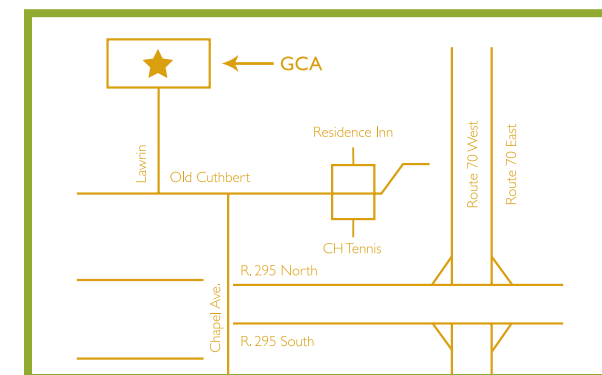 GCA
Residence Inn
Lawrin
Old Cuthbert
Route 70 West
Route 70 East
CH Tennis
R. 295 North
Chapel Ave.
R. 295 South